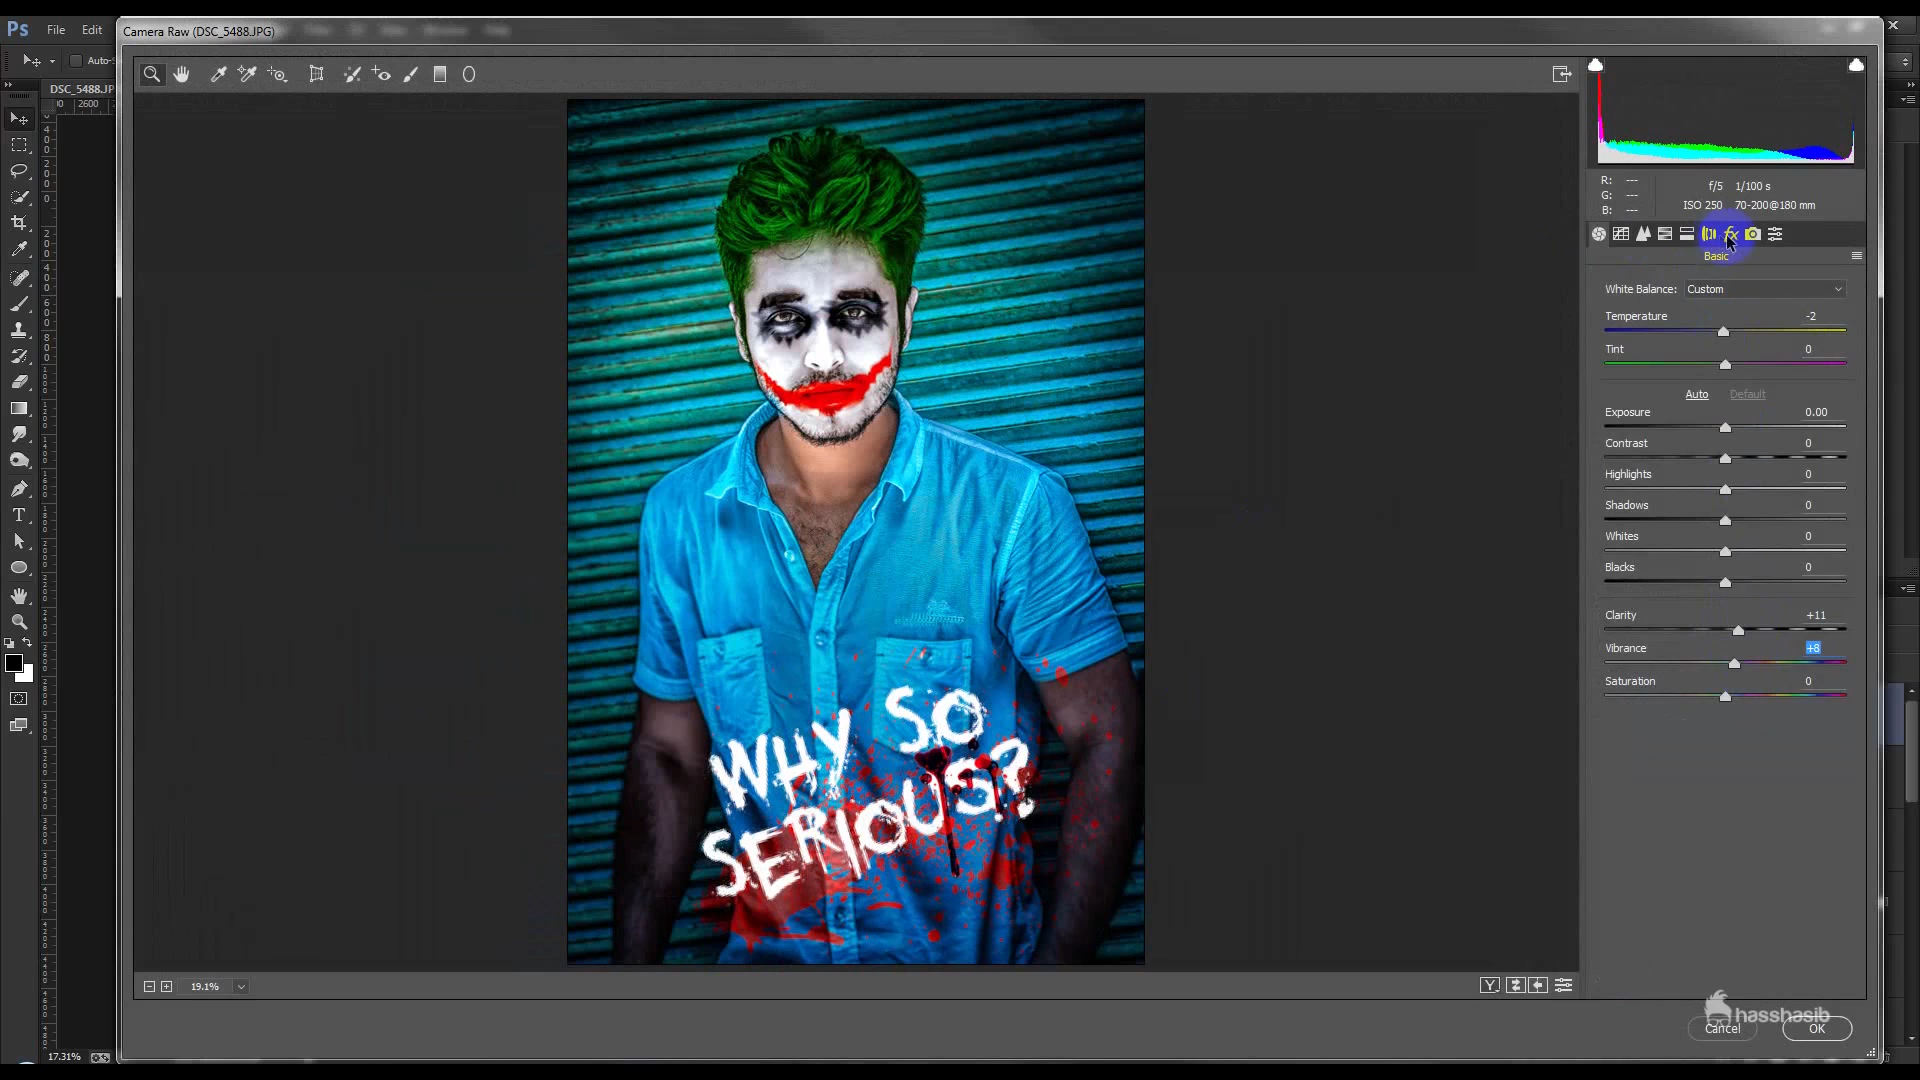 Ps File Edit
Camera Raw (DSC_5488.JPG)
Auto-S
DSC_5488.JP
2600
R: ---
G: ---
B: ---
f/5 1/100 s
ISO 250 70-200@180 mm
fx
Basic
White Balance: Custom
Temperature -2
Tint 0
Auto Default
Exposure 0.00
Contrast 0
Highlights 0
Shadows 0
Whites 0
Blacks 0
Clarity +11
Vibrance +8
Saturation 0
WHY SO
SERIOUS?
19.1%
Y
hasshasib
Cancel OK
17.31%